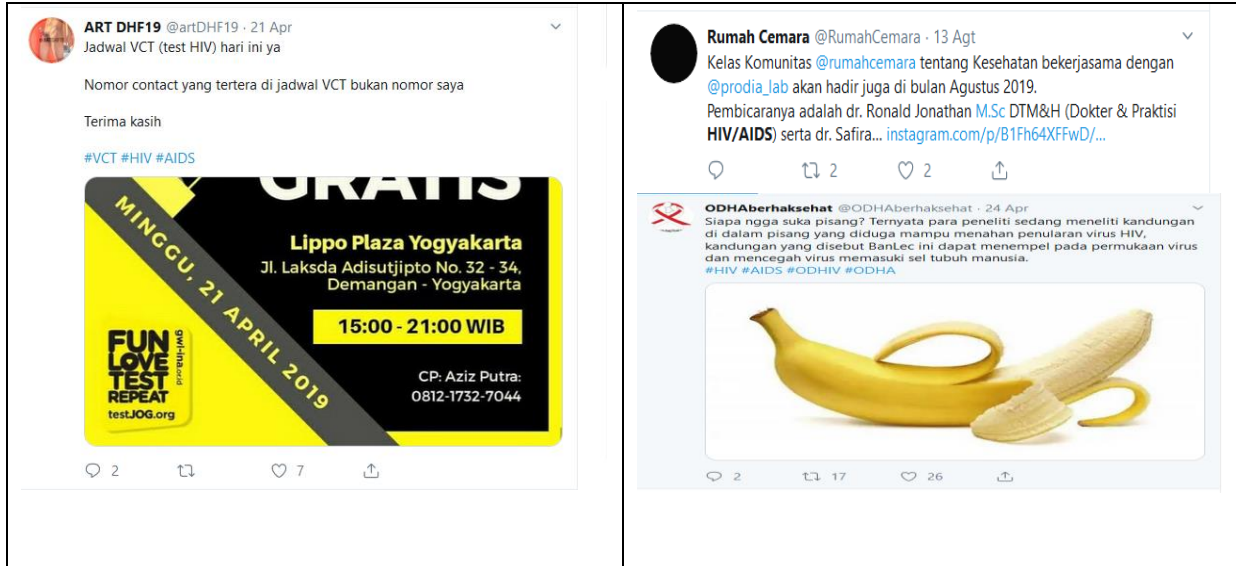 ART DHF19 @artDHF19 · 21 Apr
Jadwal VCT (test HIV) hari ini ya
Nomor contact yang tertera di jadwal VCT bukan nomor saya
Terima kasih
#VCT #HIV #AIDS
GRATIS
MINGGU, 21 APRIL 2019
Lippo Plaza Yogyakarta
Jl. Laksda Adisutjipto No. 32 - 34,
Demangan - Yogyakarta
15:00 - 21:00 WIB
FUN
LOVE
TEST
REPEAT
gwl-ina.or.id
testJOG.org
CP: Aziz Putra:
0812-1732-7044
2 7
Rumah Cemara @RumahCemara · 13 Agt
Kelas Komunitas @rumahcemara tentang Kesehatan bekerjasama dengan
@prodia_lab akan hadir juga di bulan Agustus 2019.
Pembicaranya adalah dr. Ronald Jonathan M.Sc DTM&H (Dokter & Praktisi
HIV/AIDS) serta dr. Safira... instagram.com/p/B1Fh64XFFwD/...
2 2
ODHAberhaksehat @ODHAberhaksehat · 24 Apr
Siapa ngga suka pisang? Ternyata para peneliti sedang meneliti kandungan
di dalam pisang yang diduga mampu menahan penularan virus HIV,
kandungan yang disebut BanLec ini dapat menempel pada permukaan virus
dan mencegah virus memasuki sel tubuh manusia.
#HIV #AIDS #ODHIV #ODHA
2 17 26